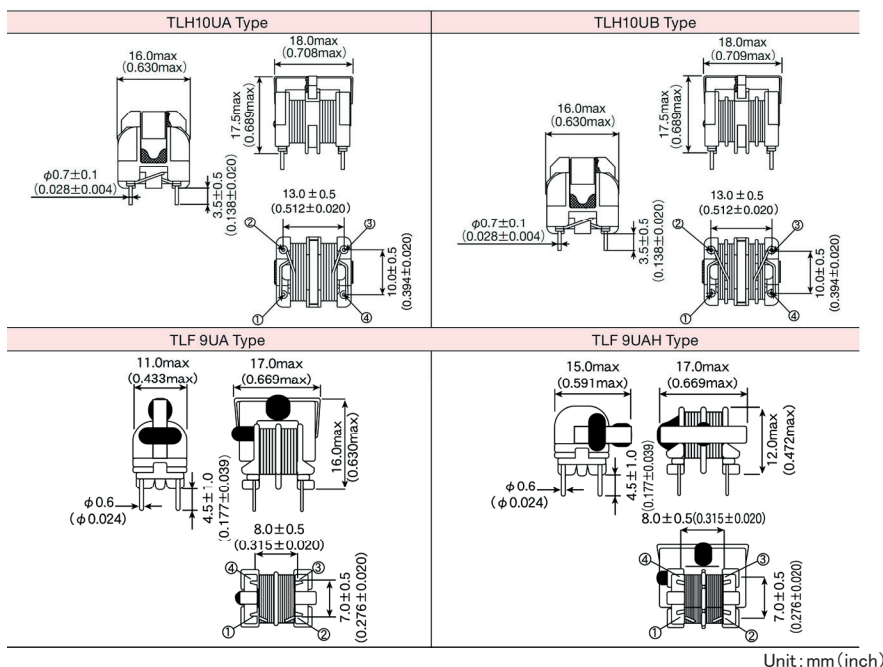 TLH10UA Type
16.0max
(0.630max)
18.0max
(0.708max)
17.5max
(0.689max)
φ0.7±0.1
(0.028±0.004)
3.5±0.5
(0.138±0.020)
13.0±0.5
(0.512±0.020)
②
③
10.0±0.5
(0.394±0.020)
①
④
TLH10UB Type
18.0max
(0.709max)
16.0max
(0.630max)
17.5max
(0.689max)
φ0.7±0.1
(0.028±0.004)
3.5±0.5
(0.138±0.020)
13.0±0.5
(0.512±0.020)
②
③
10.0±0.5
(0.394±0.020)
①
④
TLF 9UA Type
11.0max
(0.433max)
17.0max
(0.669max)
16.0max
(0.630max)
φ0.6
(φ0.024)
4.5±1.0
(0.177±0.039)
8.0±0.5
(0.315±0.020)
④
③
7.0±0.5
(0.276±0.020)
①
②
TLF 9UAH Type
15.0max
(0.591max)
17.0max
(0.669max)
12.0max
(0.472max)
φ0.6
(φ0.024)
4.5±1.0
(0.177±0.039)
8.0±0.5(0.315±0.020)
④
③
7.0±0.5
(0.276±0.020)
①
②
Unit:mm(inch)